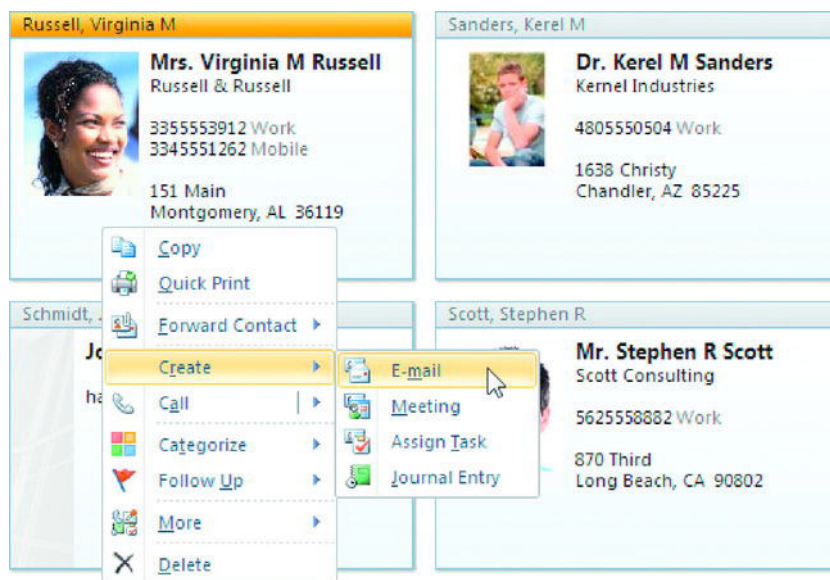 Russell, Virginia M
Mrs. Virginia M Russell
Russell & Russell
3355553912 Work
3345551262 Mobile
151 Main
Montgomery, AL 36119
Sanders, Kerel M
Dr. Kerel M Sanders
Kernel Industries
4805550504 Work
1638 Christy
Chandler, AZ 85225
Schmidt,
Scott, Stephen R
Mr. Stephen R Scott
Scott Consulting
5625558882 Work
870 Third
Long Beach, CA 90802
Copy
Quick Print
Forward Contact
Create
Call
Categorize
Follow Up
More
Delete
E-mail
Meeting
Assign Task
Journal Entry